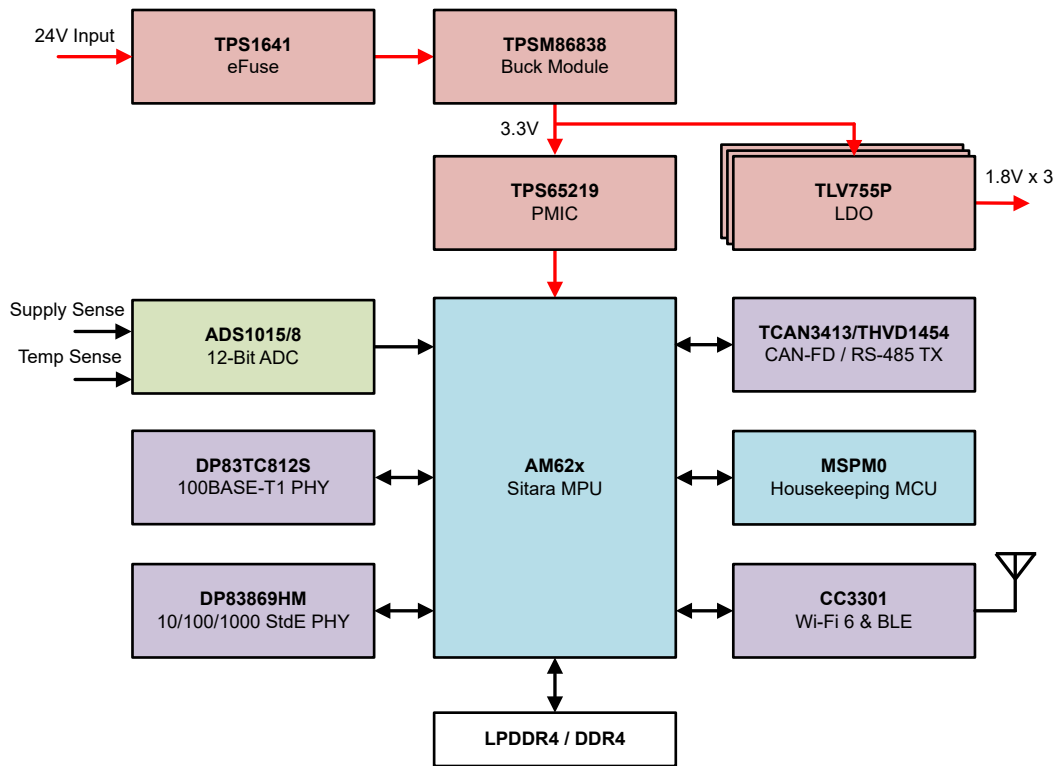 24V Input
TPS1641
eFuse
TPSM86838
Buck Module
3.3V
TPS65219
PMIC
TLV755P
LDO
1.8V x 3
Supply Sense
Temp Sense
ADS1015/8
12-Bit ADC
AM62x
Sitara MPU
TCAN3413/THVD1454
CAN-FD / RS-485 TX
DP83TC812S
100BASE-T1 PHY
MSPM0
Housekeeping MCU
DP83869HM
10/100/1000 StdE PHY
CC3301
Wi-Fi 6 & BLE
LPDDR4 / DDR4